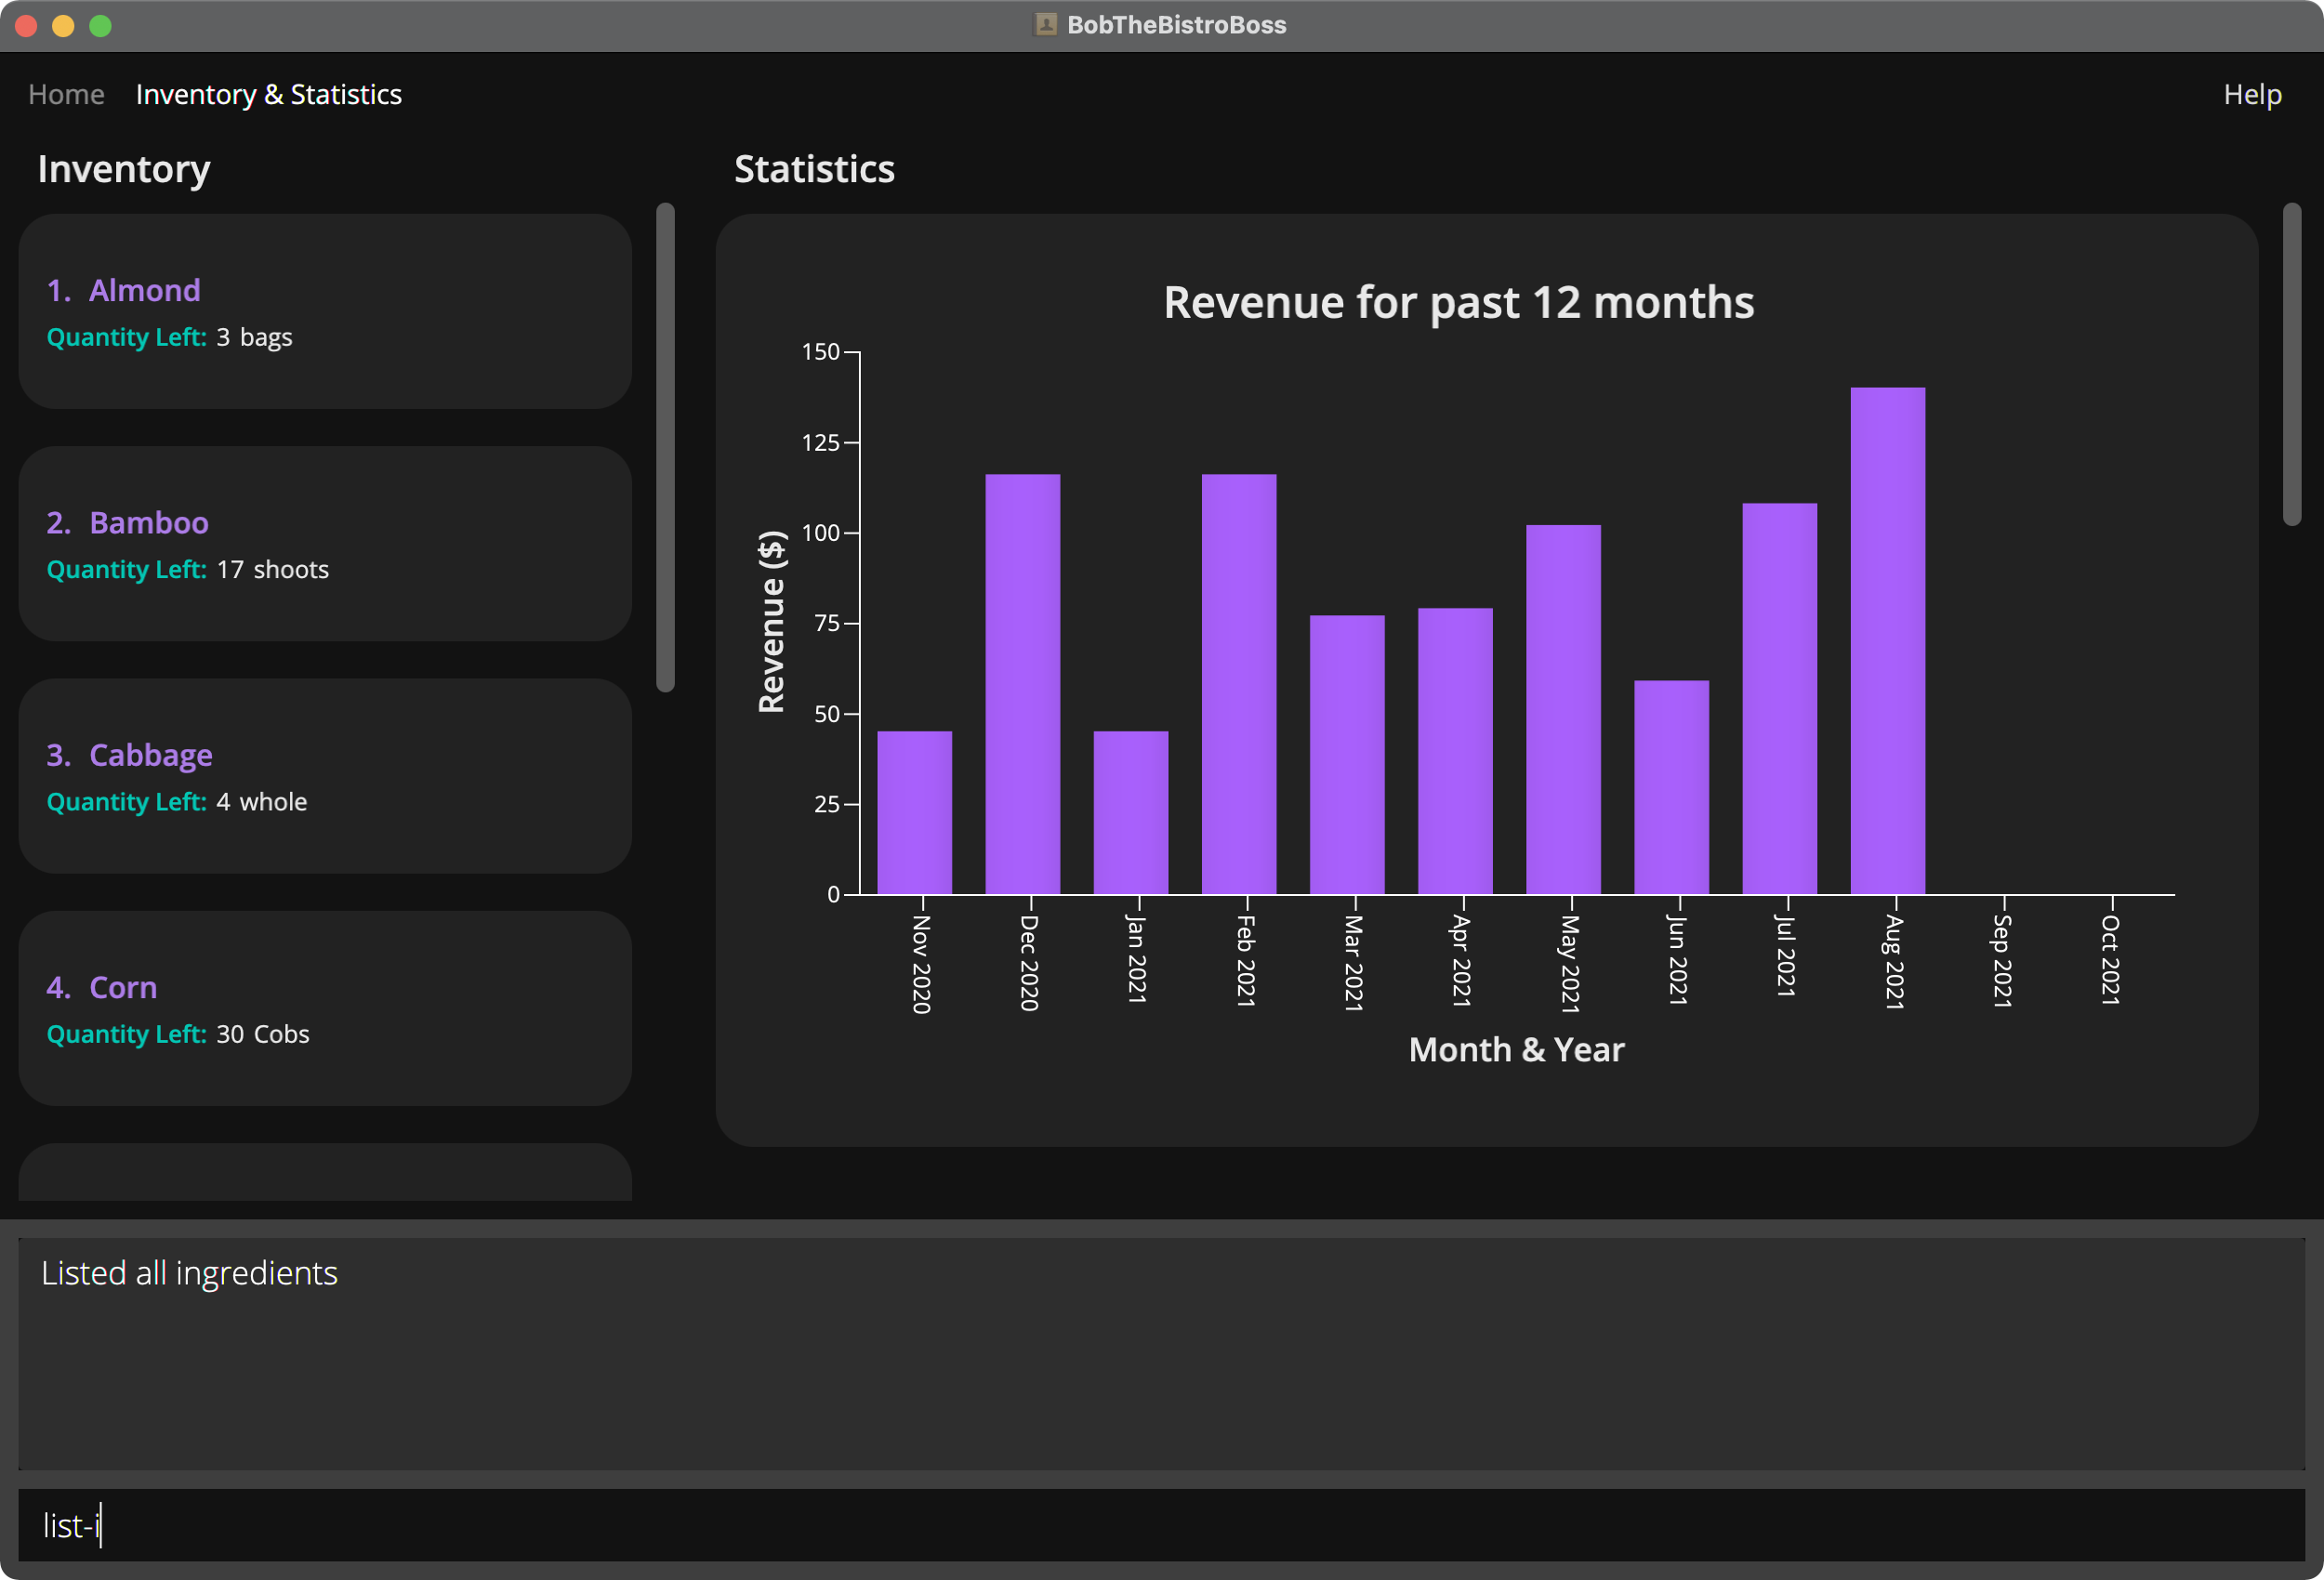 BobTheBistroBoss
Home Inventory & Statistics Help
Inventory
1. Almond
Quantity Left: 3 bags
2. Bamboo
Quantity Left: 17 shoots
3. Cabbage
Quantity Left: 4 whole
4. Corn
Quantity Left: 30 Cobs
Statistics
Revenue for past 12 months
Revenue ($)
150
125
100
75
50
25
0
Nov 2020
Dec 2020
Jan 2021
Feb 2021
Mar 2021
Apr 2021
May 2021
Jun 2021
Jul 2021
Aug 2021
Sep 2021
Oct 2021
Month & Year
Listed all ingredients
list-i